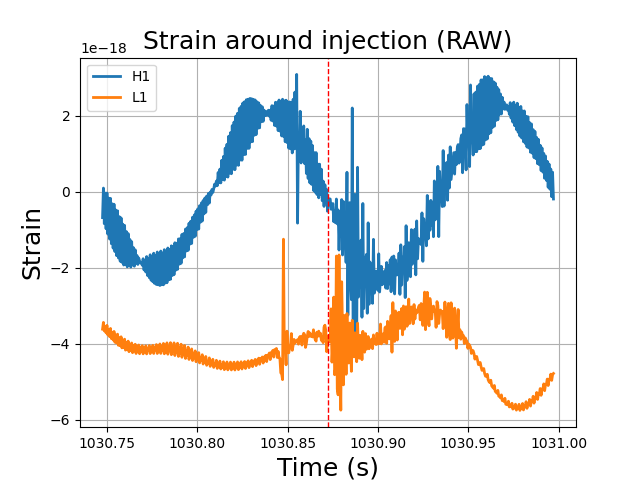 Strain around injection (RAW)
1e−18
H1
L1
2
0
−2
−4
−6
Strain
1030.75 1030.80 1030.85 1030.90 1030.95 1031.00
Time (s)